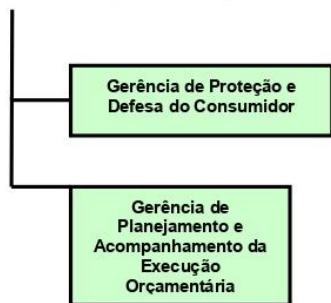 Gerência de Proteção e
Defesa do Consumidor
Gerência de
Planejamento e
Acompanhamento da
Execução
Orçamentária